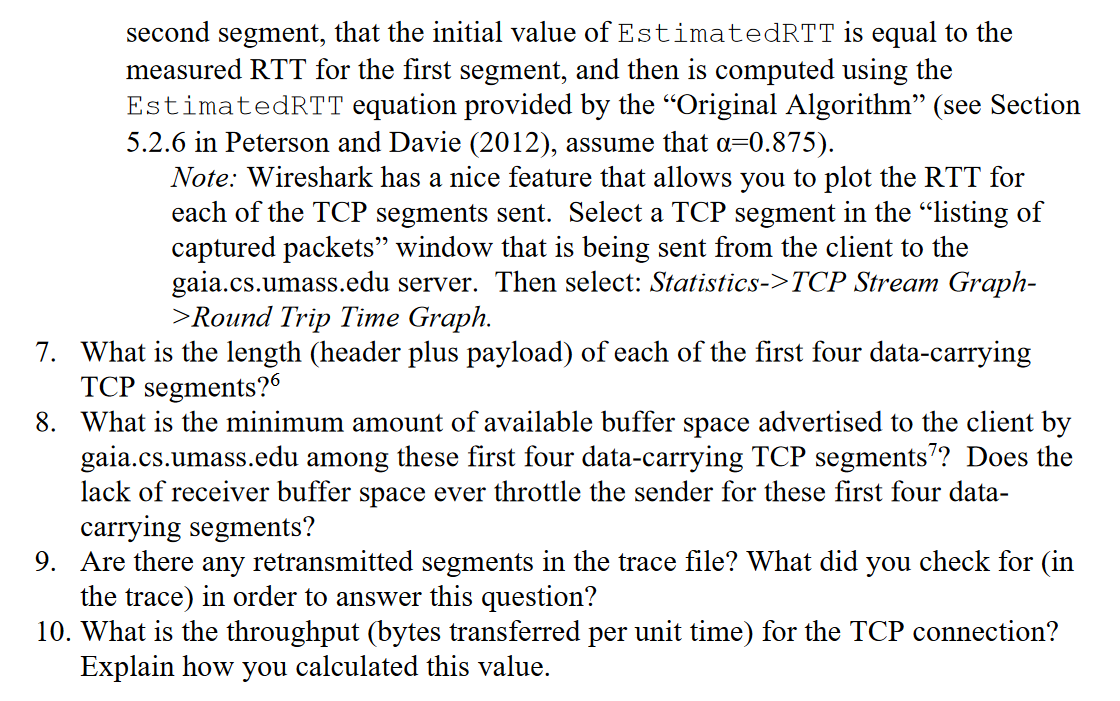 second segment, that the initial value of EstimatedRTT is equal to the
measured RTT for the first segment, and then is computed using the
EstimatedRTT equation provided by the “Original Algorithm” (see Section
5.2.6 in Peterson and Davie (2012), assume that α=0.875).
Note: Wireshark has a nice feature that allows you to plot the RTT for
each of the TCP segments sent.  Select a TCP segment in the “listing of
captured packets” window that is being sent from the client to the
gaia.cs.umass.edu server.  Then select: Statistics->TCP Stream Graph-
>Round Trip Time Graph.
7. What is the length (header plus payload) of each of the first four data-carrying
TCP segments?⁶
8. What is the minimum amount of available buffer space advertised to the client by
gaia.cs.umass.edu among these first four data-carrying TCP segments⁷?  Does the
lack of receiver buffer space ever throttle the sender for these first four data-
carrying segments?
9. Are there any retransmitted segments in the trace file? What did you check for (in
the trace) in order to answer this question?
10. What is the throughput (bytes transferred per unit time) for the TCP connection?
Explain how you calculated this value.